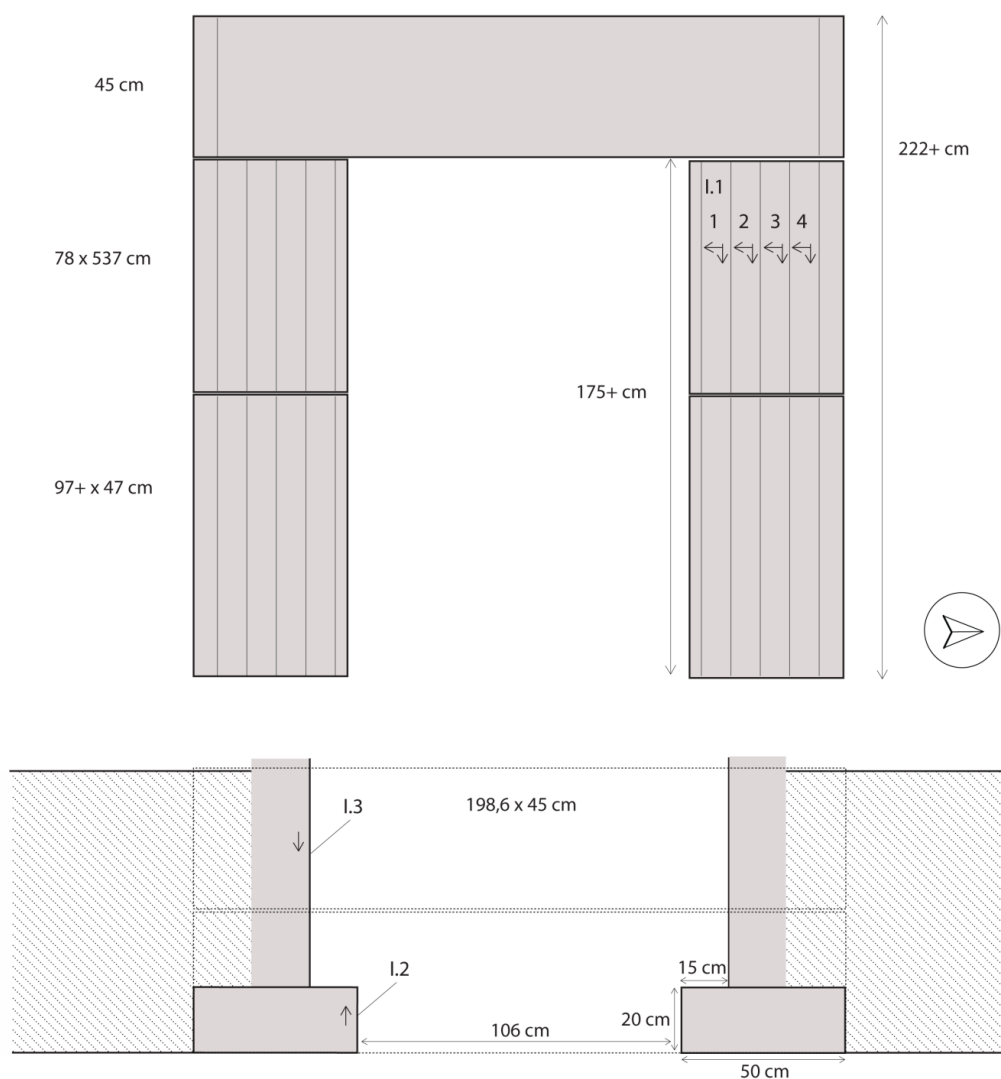 45 cm
222+ cm
I.1
1 2 3 4
78 x 537 cm
175+ cm
97+ x 47 cm
198,6 x 45 cm
I.3
I.2
15 cm
20 cm
106 cm
50 cm